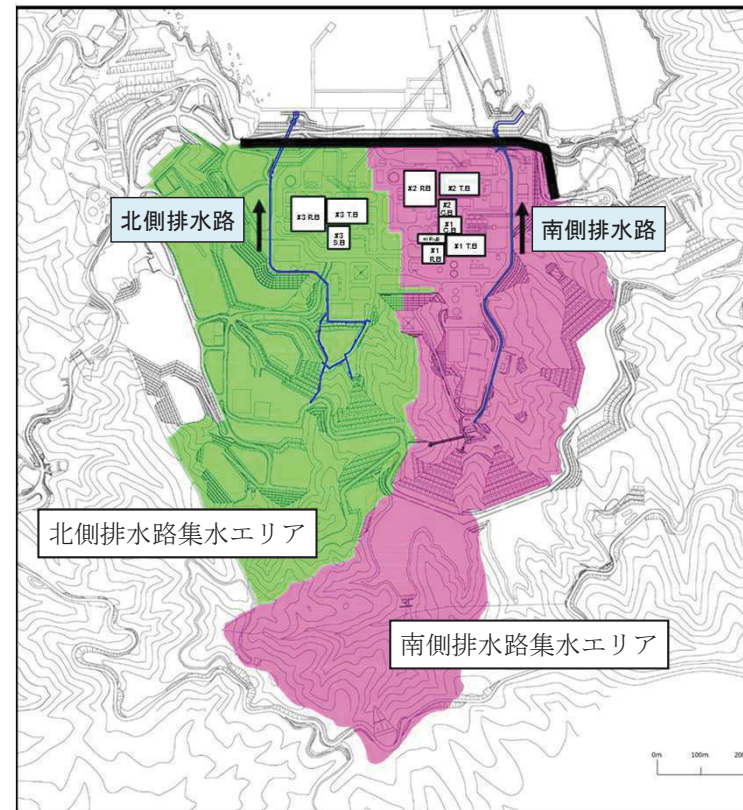 #2 R.B
#2 T.B
#3 R.B
#3 T.B
#2
C.B
北側排水路
南側排水路
#3
S.B
#1
C.B
#1
R.B
#1 T.B
北側排水路集水エリア
南側排水路集水エリア
0m
100m